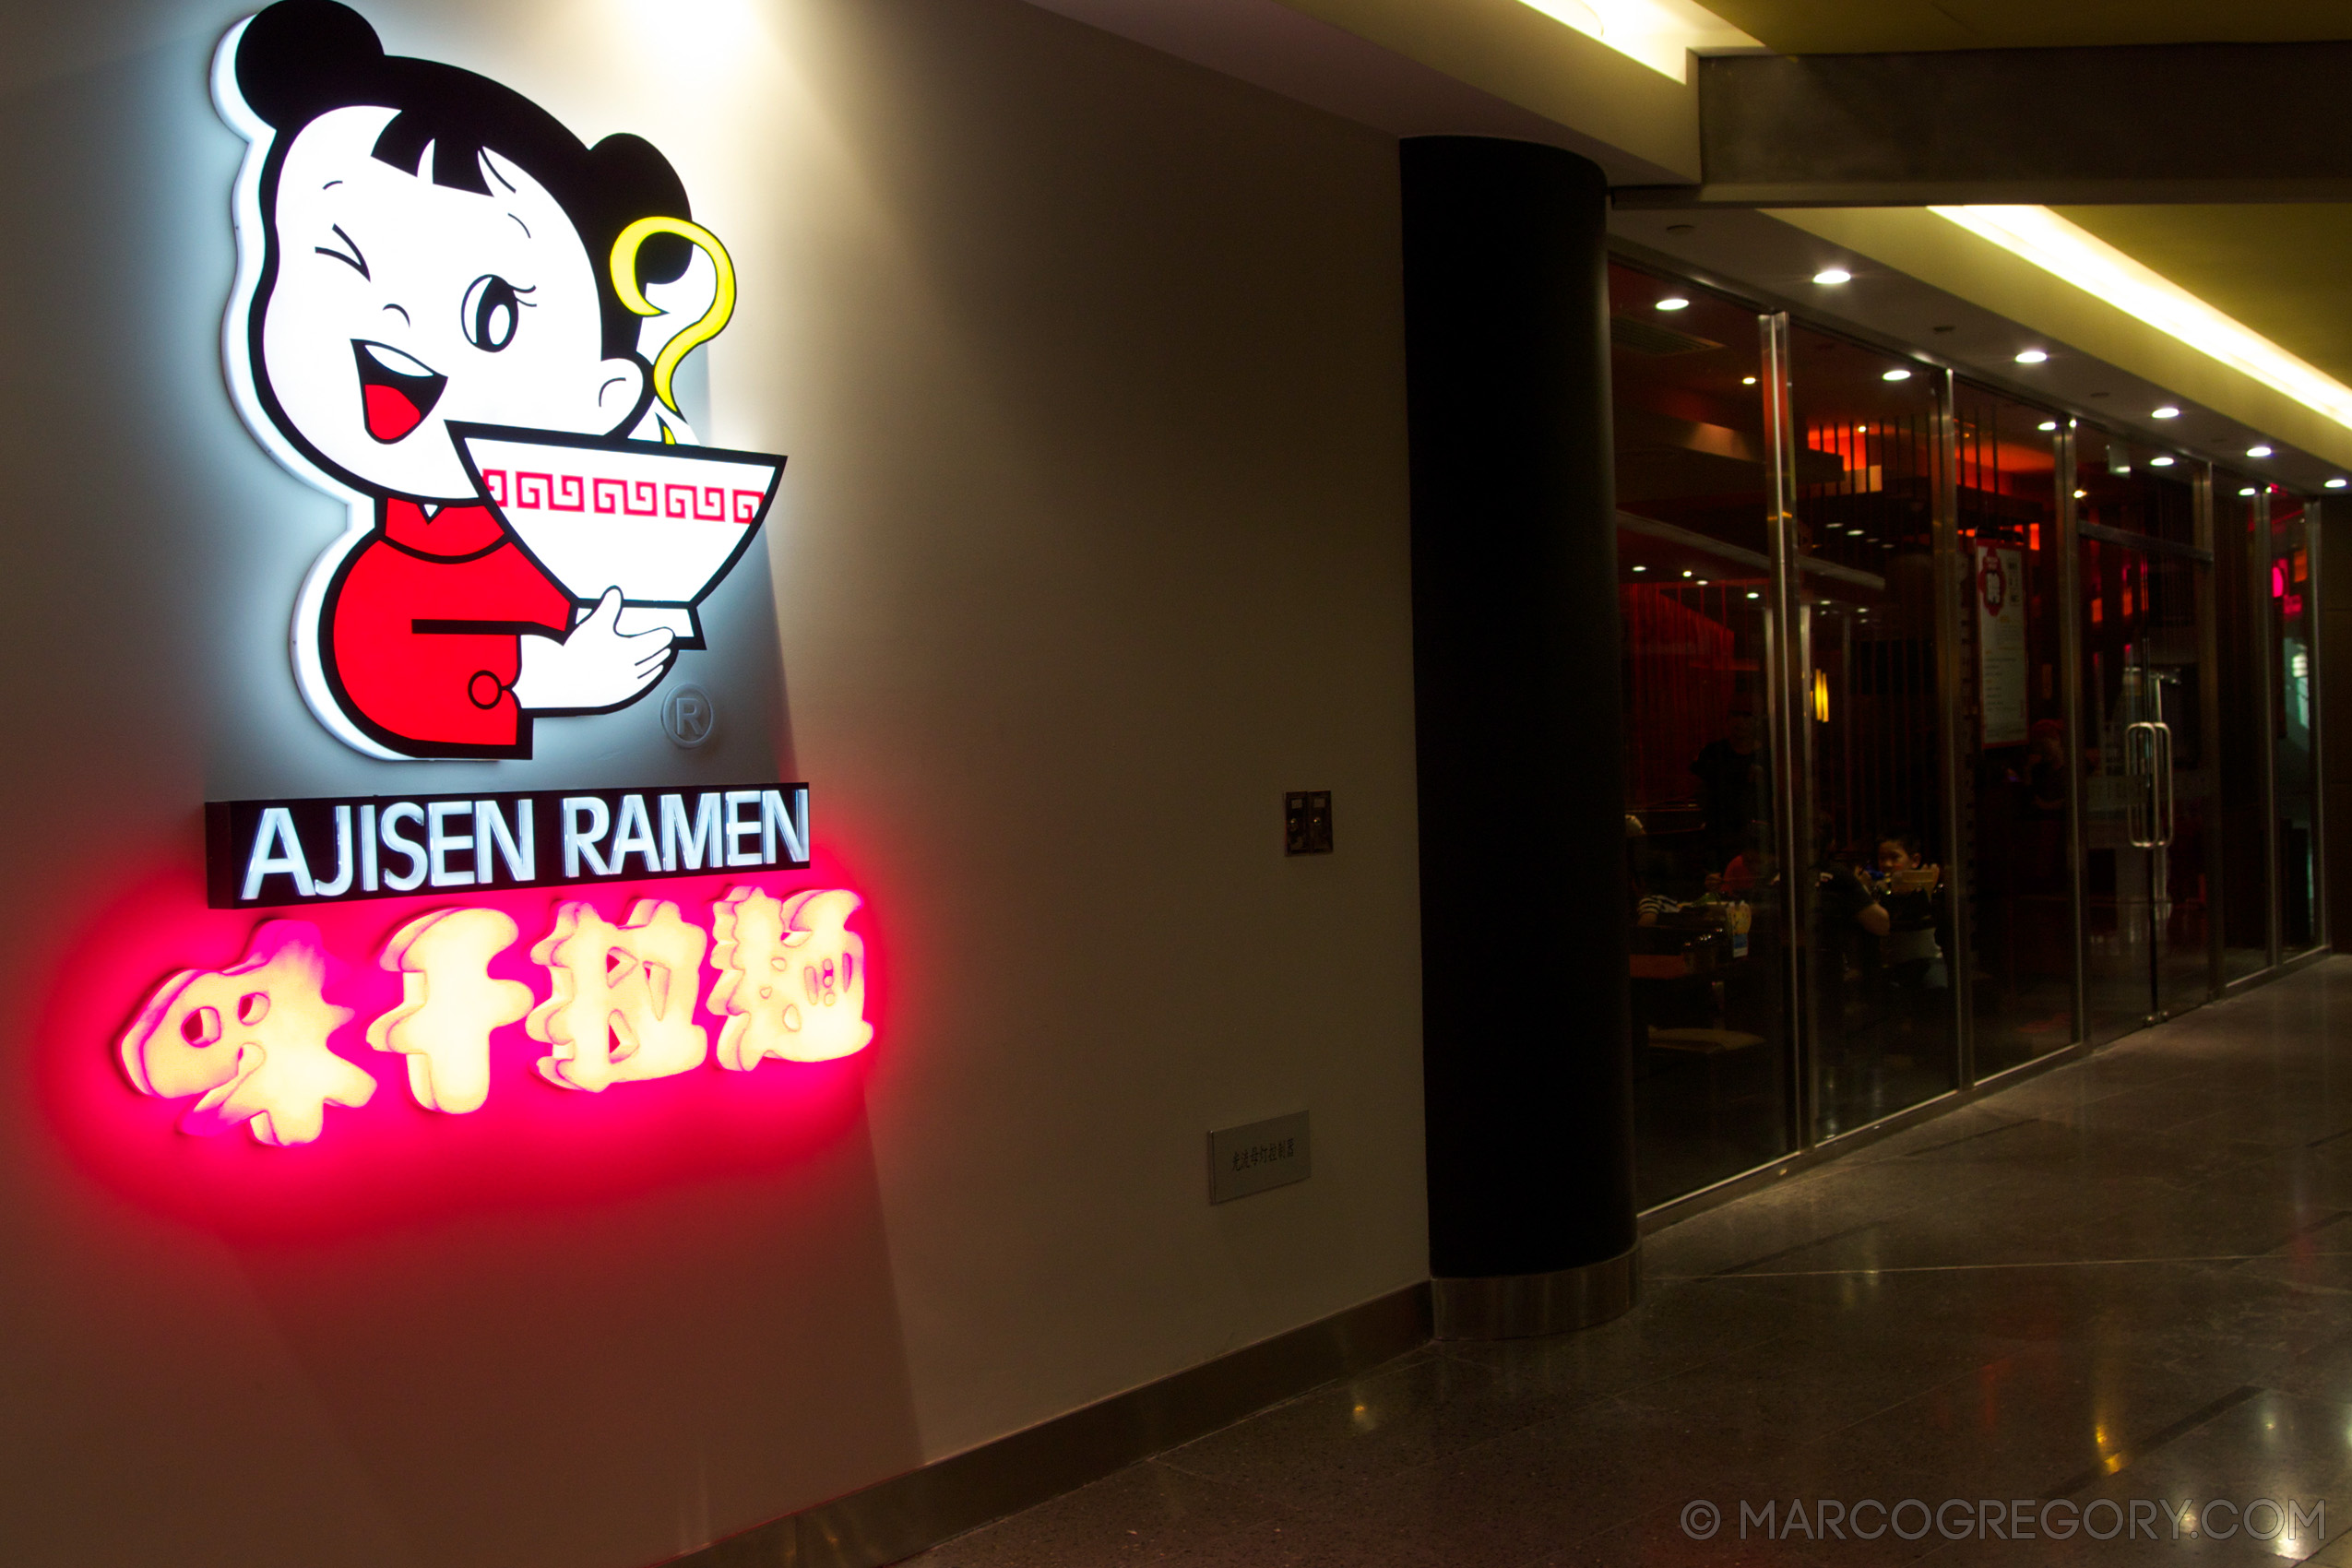 ®
AJISEN RAMEN
味千拉麵
© MARCOGREGORY.COM